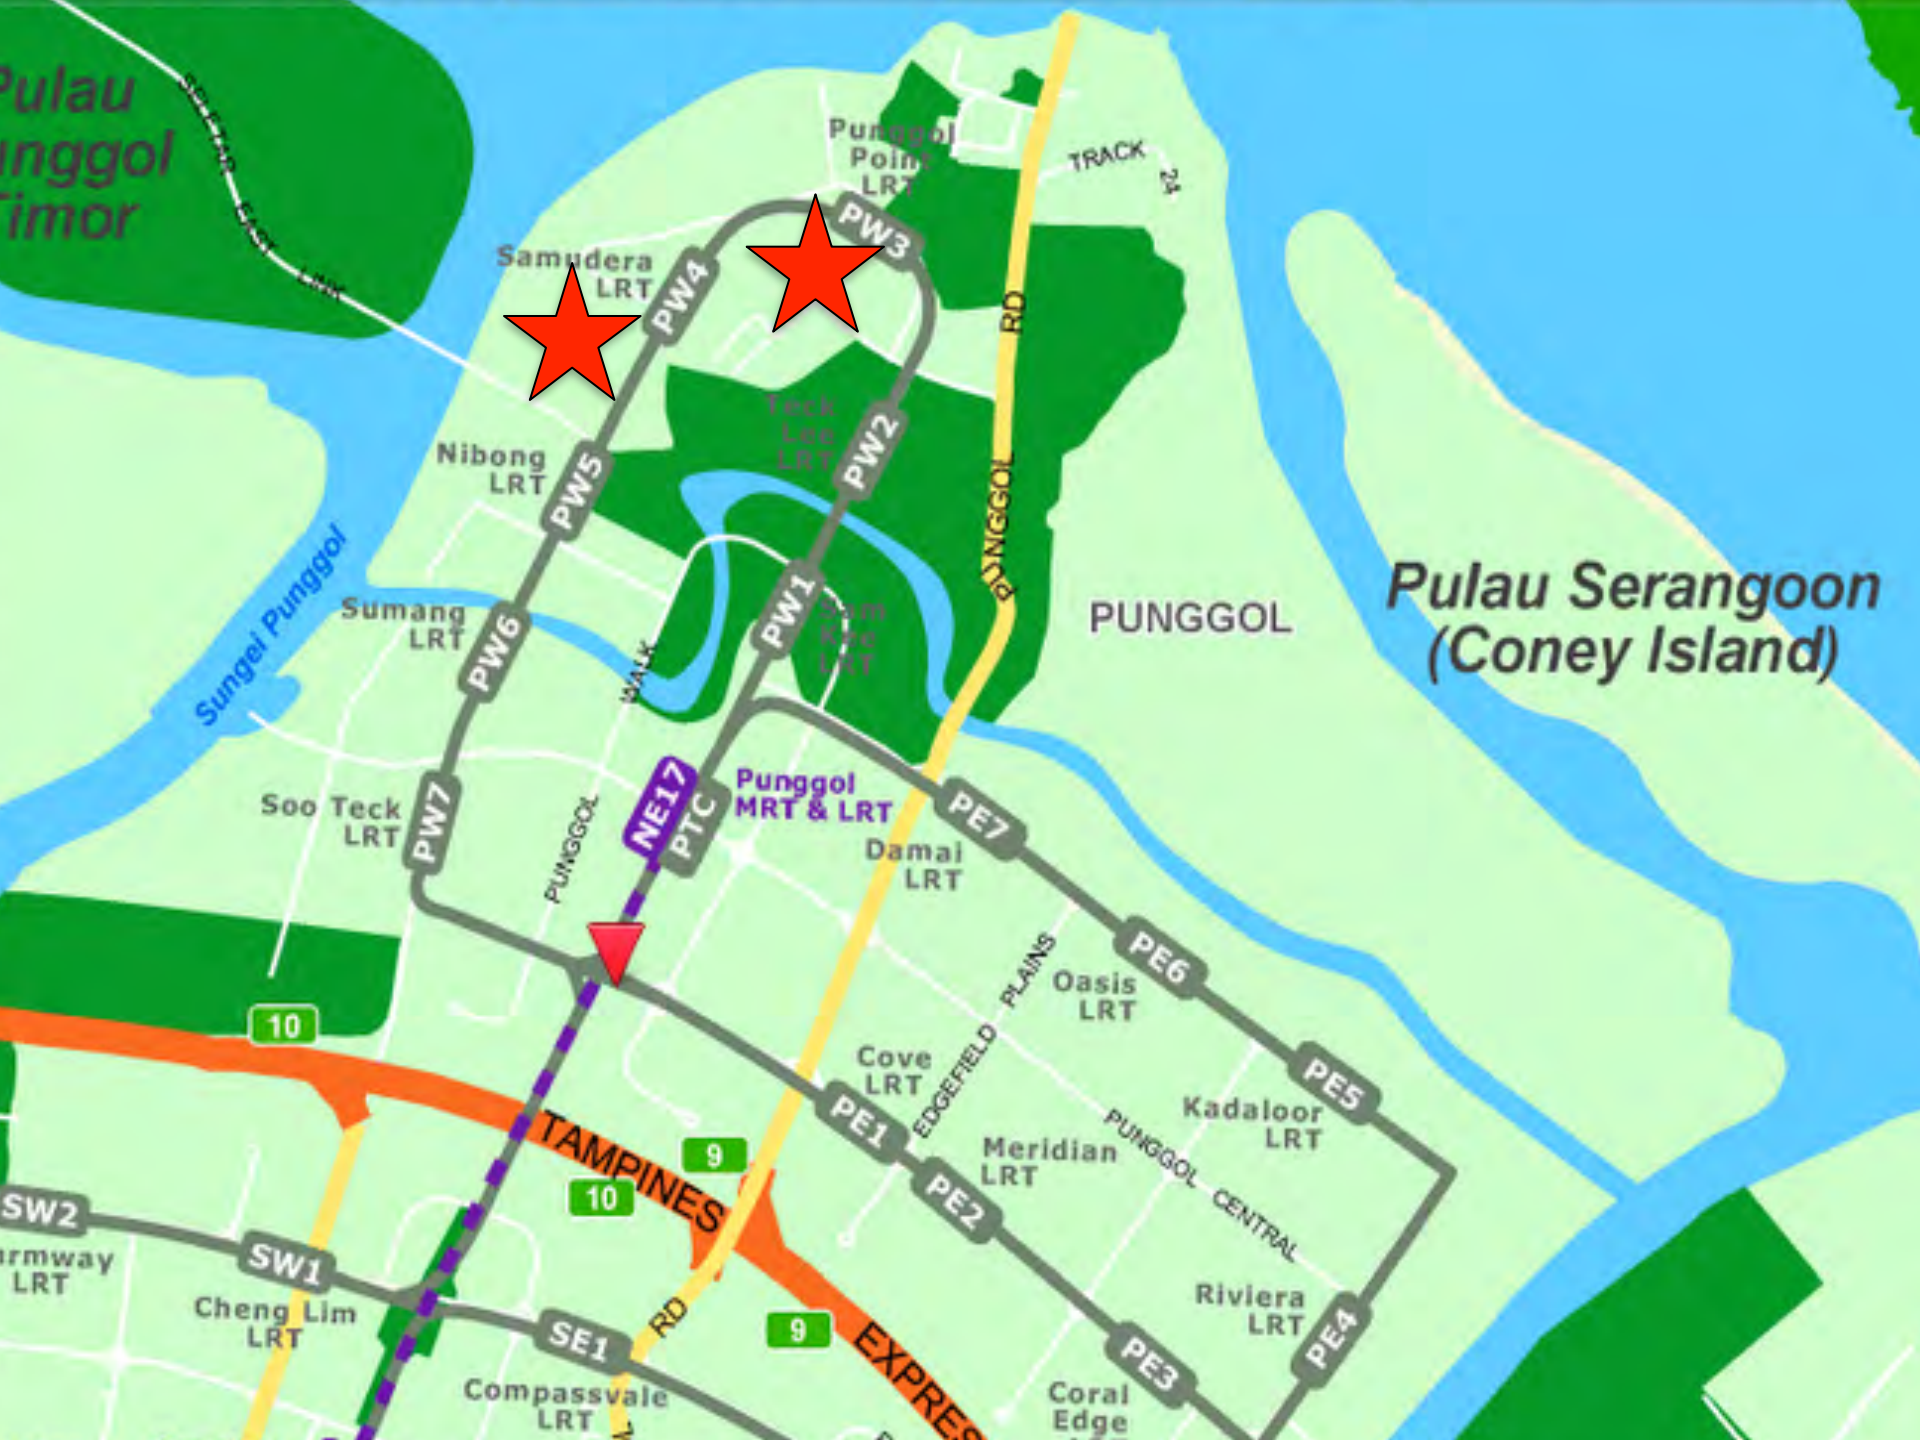 Pulau
unggol
Timor
SELETAR
EAST
LINK
Punggol
Point
LRT
PW3
TRACK
24
Samudera
LRT
PW4
RD
Teck
Lee
LRT
PW2
Nibong
LRT
PW5
PUNGGOL
Sungei Punggol
Sumang
LRT
PW6
PW1
Sam
Kee
LRT
WALK
PUNGGOL
Pulau Serangoon
(Coney Island)
Soo Teck
LRT
PW7
PUNGGOL
NE17
PTC
Punggol
MRT & LRT
PE7
Damai
LRT
PE6
Oasis
LRT
EDGEFIELD PLAINS
10
Cove
LRT
PE1
PE5
Kadaloor
LRT
TAMPINES
9
10
Meridian
LRT
PE2
PUNGGOL CENTRAL
SW2
armway
LRT
SW1
Cheng Lim
LRT
SE1
RD
9
EXPRES
Riviera
LRT
PE4
PE3
Compassvale
LRT
Coral
Edge